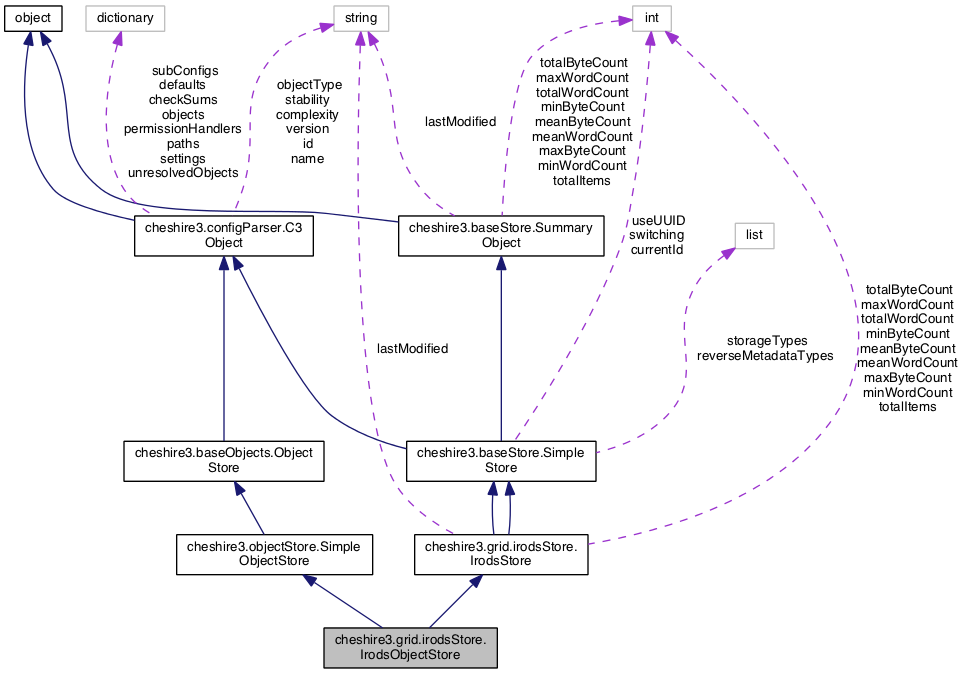 object
dictionary
string
int
subConfigs
defaults
checkSums
objects
permissionHandlers
paths
settings
unresolvedObjects
objectType
stability
complexity
version
id
name
lastModified
totalByteCount
maxWordCount
totalWordCount
minByteCount
meanByteCount
meanWordCount
maxByteCount
minWordCount
totalItems
cheshire3.configParser.C3
Object
cheshire3.baseStore.Summary
Object
useUUID
switching
currentId
list
lastModified
storageTypes
reverseMetadataTypes
totalByteCount
maxWordCount
totalWordCount
minByteCount
meanByteCount
meanWordCount
maxByteCount
minWordCount
totalItems
cheshire3.baseObjects.Object
Store
cheshire3.baseStore.Simple
Store
cheshire3.objectStore.Simple
ObjectStore
cheshire3.grid.irodsStore.
IrodsStore
cheshire3.grid.irodsStore.
IrodsObjectStore